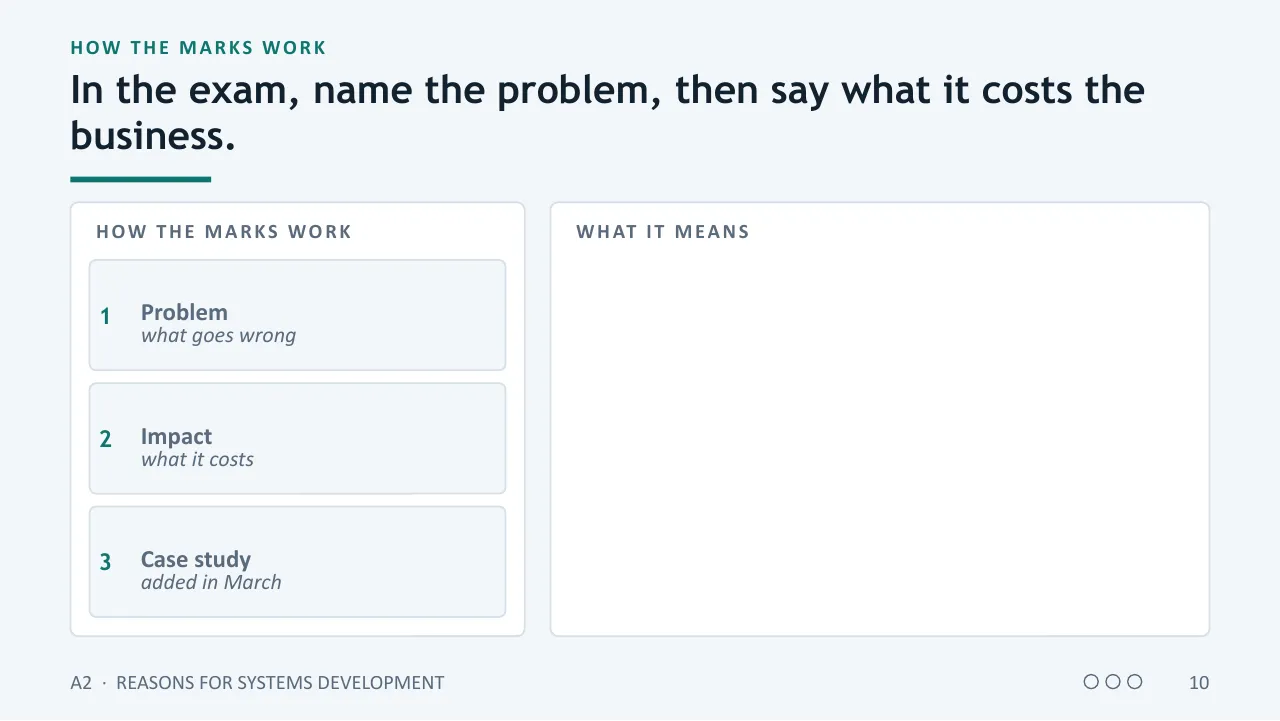 HOW THE MARKS WORK
In the exam, name the problem, then say what it costs the
business.
HOW THE MARKS WORK
1
Problem
what goes wrong
2
Impact
what it costs
3
Case study
added in March
WHAT IT MEANS
A2 · REASONS FOR SYSTEMS DEVELOPMENT
10